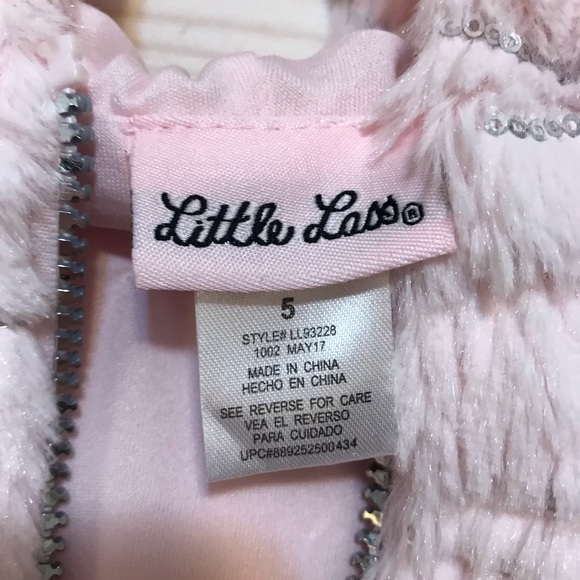 Little Lass®
5
STYLE# LL93228
1002 MAY17
MADE IN CHINA
HECHO EN CHINA
SEE REVERSE FOR CARE
VEA EL REVERSO
PARA CUIDADO
UPC#889252500434